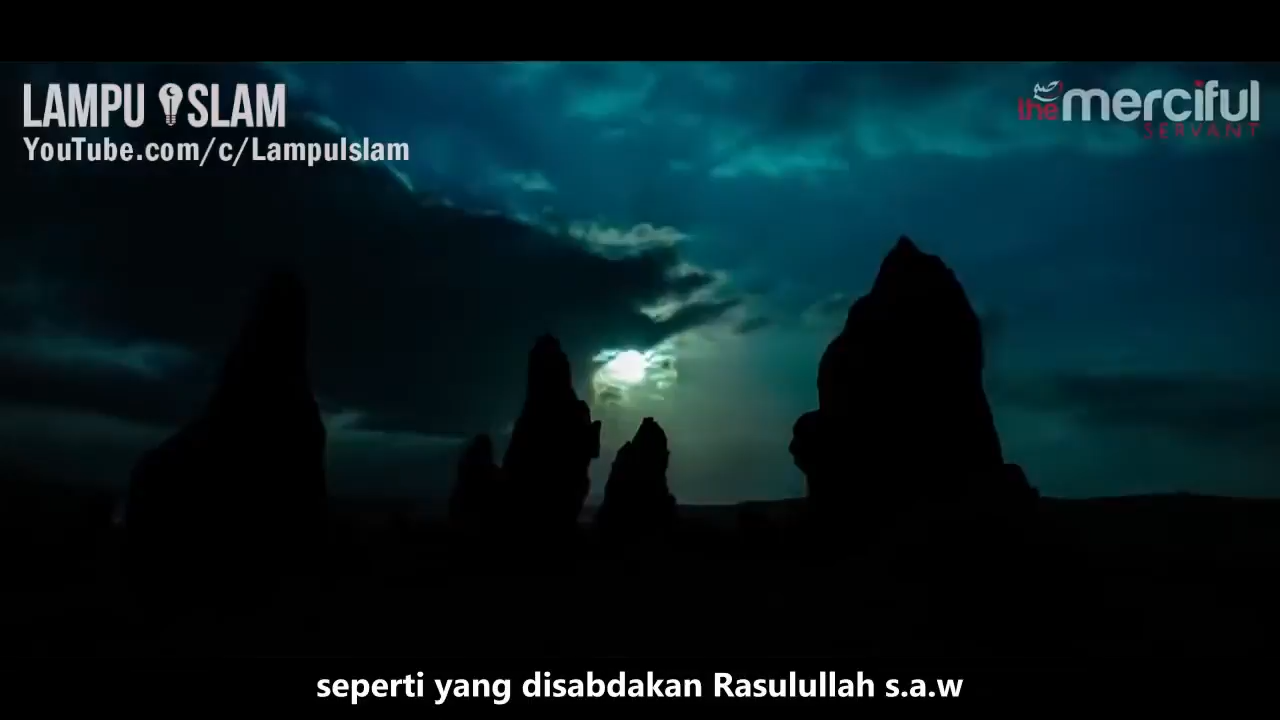 LAMPU ISLAM
YouTube.com/c/LampuIslam
the merciful
SERVANT
seperti yang disabdakan Rasulullah s.a.w